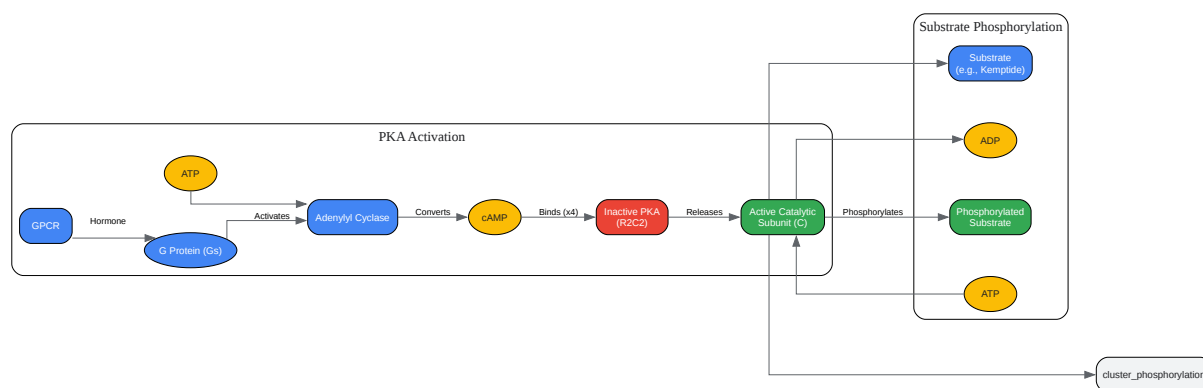 Substrate Phosphorylation
Substrate
(e.g., Kemptide)
PKA Activation
ADP
ATP
GPCR
Hormone
G Protein (Gs)
Activates
Adenylyl Cyclase
Converts
cAMP
Binds (x4)
Inactive PKA
(R2C2)
Releases
Active Catalytic
Subunit (C)
Phosphorylates
Phosphorylated
Substrate
ATP
cluster_phosphorylation